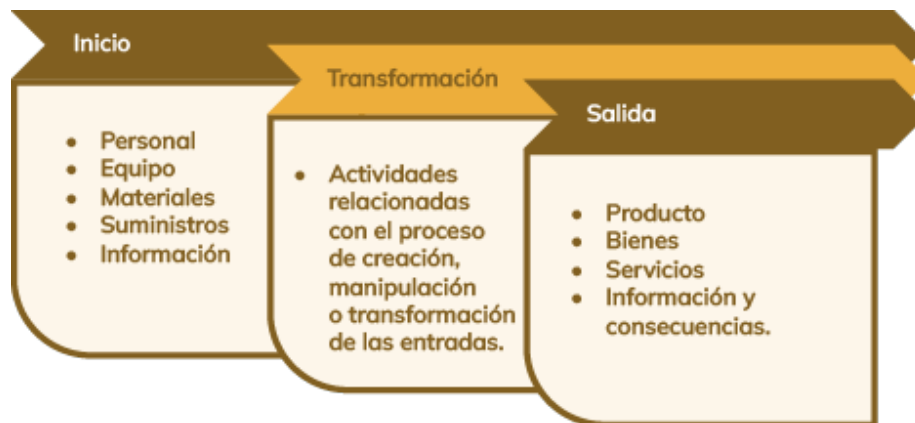 Inicio
• Personal
• Equipo
• Materiales
• Suministros
• Información
Transformación
• Actividades
relacionadas
con el proceso
de creación,
manipulación
o transformación
de las entradas.
Salida
• Producto
• Bienes
• Servicios
• Información y
consecuencias.